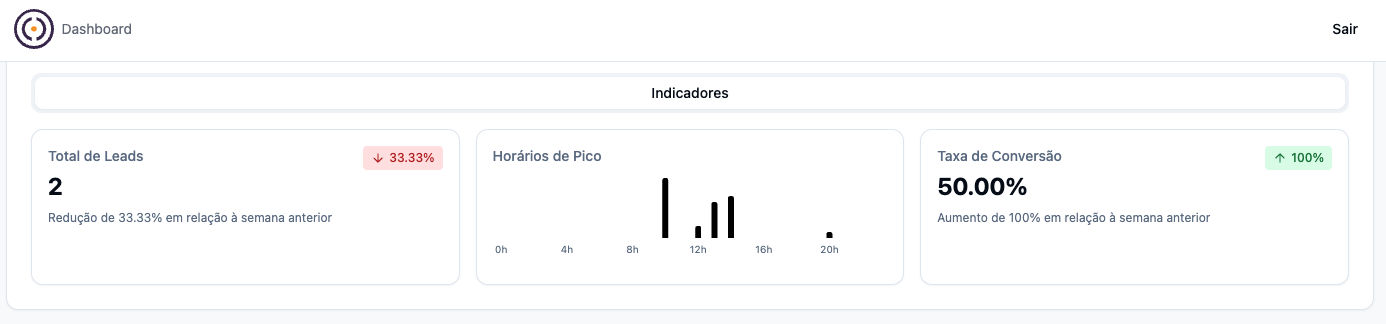 Dashboard
Sair
Indicadores
Total de Leads
↓ 33.33%
2
Redução de 33.33% em relação à semana anterior
Horários de Pico
0h 4h 8h 12h 16h 20h
Taxa de Conversão
↑ 100%
50.00%
Aumento de 100% em relação à semana anterior